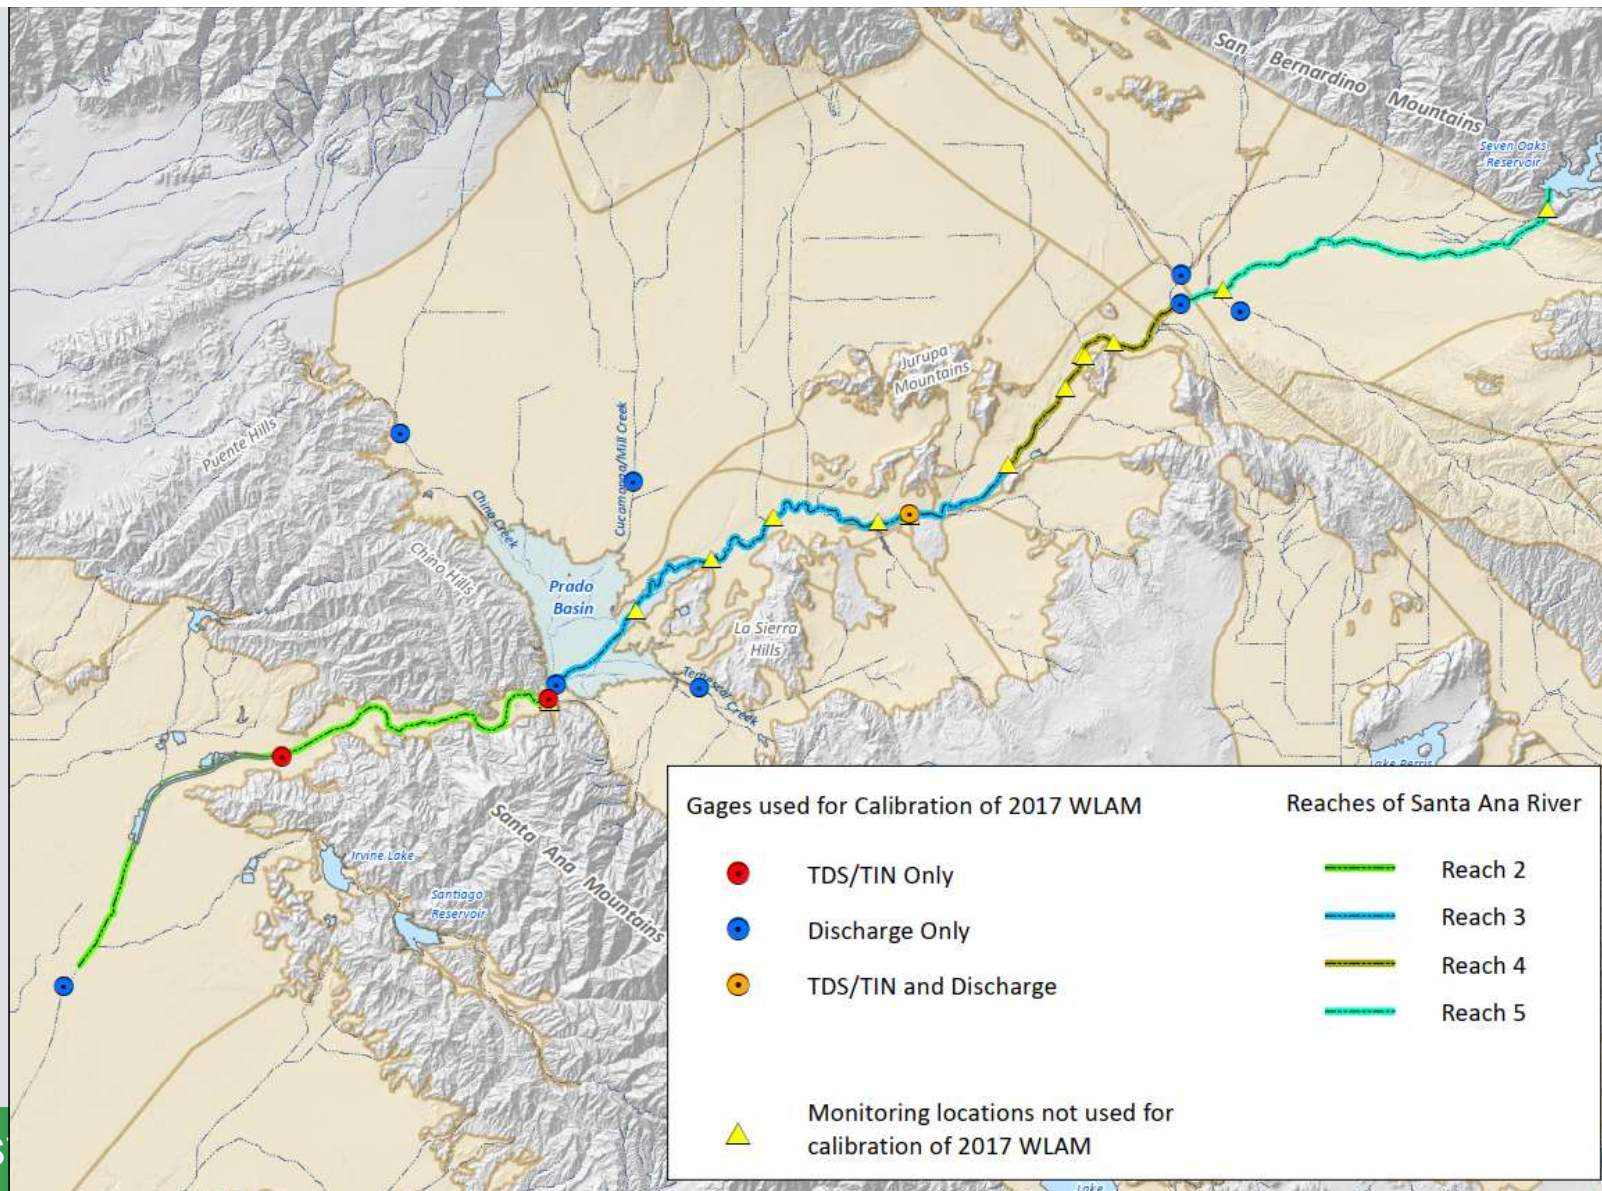 San Bernardino Mountains
Seven Oaks
Reservoir
Jurupa
Mountains
Puente Hills
Cucamonga/Mill Creek
Chino Creek
Chino Hills
Prado
Basin
La Sierra
Hills
Temescal Creek
Lake Perris
Santa Ana Mountains
Irvine Lake
Santiago
Reservoir
Gages used for Calibration of 2017 WLAM
TDS/TIN Only
Discharge Only
TDS/TIN and Discharge
Monitoring locations not used for
calibration of 2017 WLAM
Reaches of Santa Ana River
Reach 2
Reach 3
Reach 4
Reach 5
Lake
S